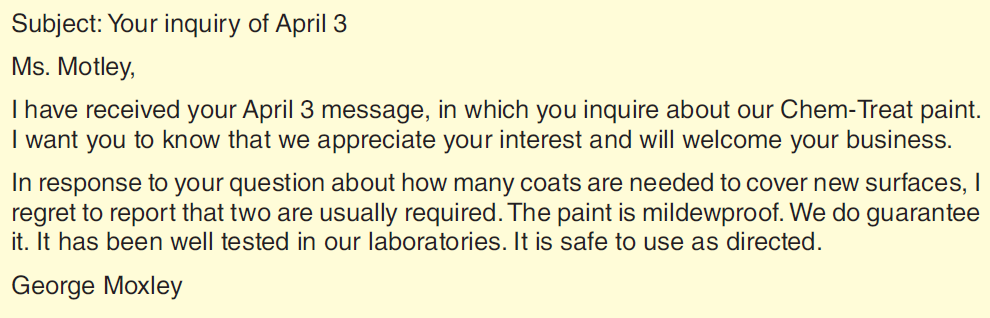 Subject: Your inquiry of April 3
Ms. Motley,
I have received your April 3 message, in which you inquire about our Chem-Treat paint.
I want you to know that we appreciate your interest and will welcome your business.
In response to your question about how many coats are needed to cover new surfaces, I
regret to report that two are usually required. The paint is mildewproof. We do guarantee
it. It has been well tested in our laboratories. It is safe to use as directed.
George Moxley